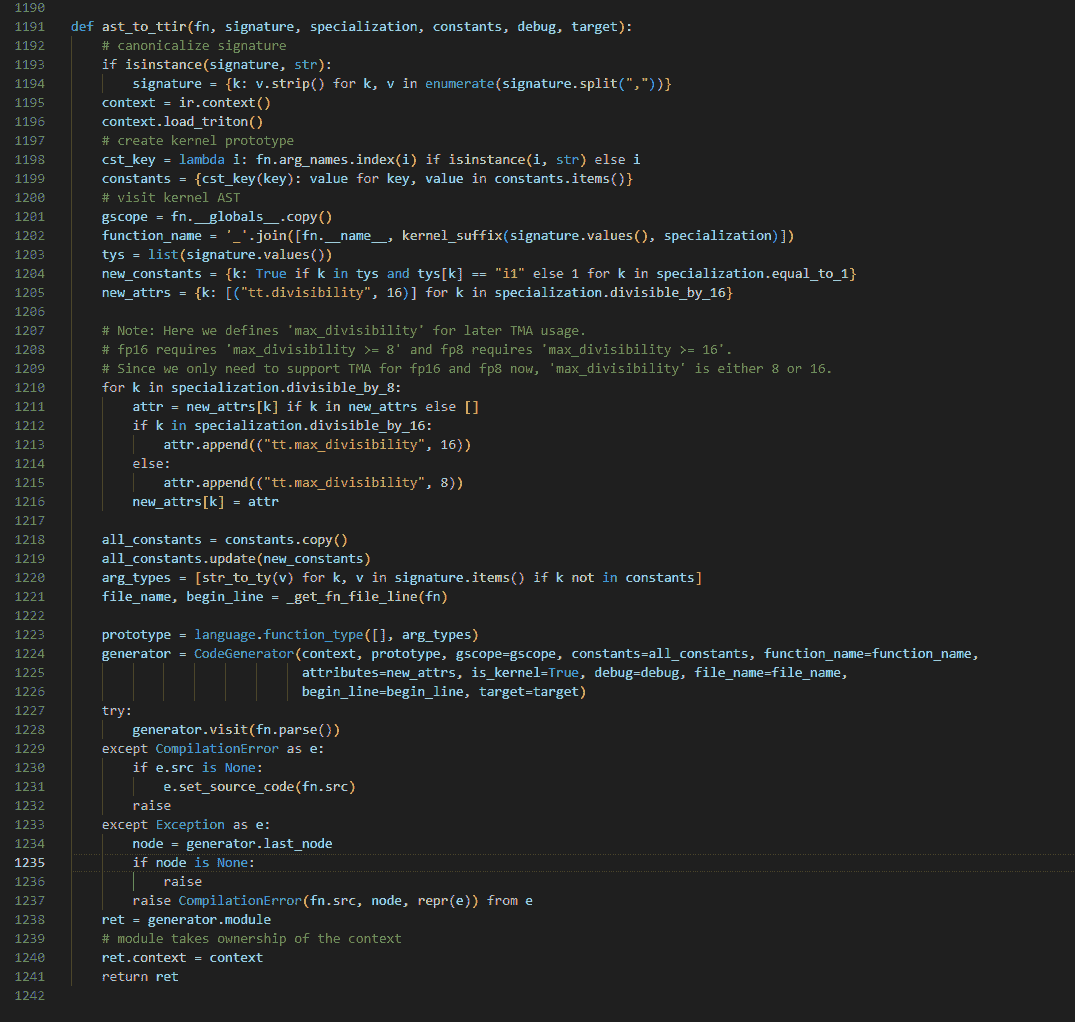 1190
1191 def ast_to_ttir(fn, signature, specialization, constants, debug, target):
1192     # canonicalize signature
1193     if isinstance(signature, str):
1194         signature = {k: v.strip() for k, v in enumerate(signature.split(","))}
1195     context = ir.context()
1196     context.load_triton()
1197     # create kernel prototype
1198     cst_key = lambda i: fn.arg_names.index(i) if isinstance(i, str) else i
1199     constants = {cst_key(key): value for key, value in constants.items()}
1200     # visit kernel AST
1201     gscope = fn.__globals__.copy()
1202     function_name = '_'.join([fn.__name__, kernel_suffix(signature.values(), specialization)])
1203     tys = list(signature.values())
1204     new_constants = {k: True if k in tys and tys[k] == "i1" else 1 for k in specialization.equal_to_1}
1205     new_attrs = {k: [("tt.divisibility", 16)] for k in specialization.divisible_by_16}
1206
1207     # Note: Here we defines 'max_divisibility' for later TMA usage.
1208     # fp16 requires 'max_divisibility >= 8' and fp8 requires 'max_divisibility >= 16'.
1209     # Since we only need to support TMA for fp16 and fp8 now, 'max_divisibility' is either 8 or 16.
1210     for k in specialization.divisible_by_8:
1211         attr = new_attrs[k] if k in new_attrs else []
1212         if k in specialization.divisible_by_16:
1213             attr.append(("tt.max_divisibility", 16))
1214         else:
1215             attr.append(("tt.max_divisibility", 8))
1216         new_attrs[k] = attr
1217
1218     all_constants = constants.copy()
1219     all_constants.update(new_constants)
1220     arg_types = [str_to_ty(v) for k, v in signature.items() if k not in constants]
1221     file_name, begin_line = _get_fn_file_line(fn)
1222
1223     prototype = language.function_type([], arg_types)
1224     generator = CodeGenerator(context, prototype, gscope=gscope, constants=all_constants, function_name=function_name,
1225                               attributes=new_attrs, is_kernel=True, debug=debug, file_name=file_name,
1226                               begin_line=begin_line, target=target)
1227     try:
1228         generator.visit(fn.parse())
1229     except CompilationError as e:
1230         if e.src is None:
1231             e.set_source_code(fn.src)
1232         raise
1233     except Exception as e:
1234         node = generator.last_node
1235         if node is None:
1236             raise
1237         raise CompilationError(fn.src, node, repr(e)) from e
1238     ret = generator.module
1239     # module takes ownership of the context
1240     ret.context = context
1241     return ret
1242